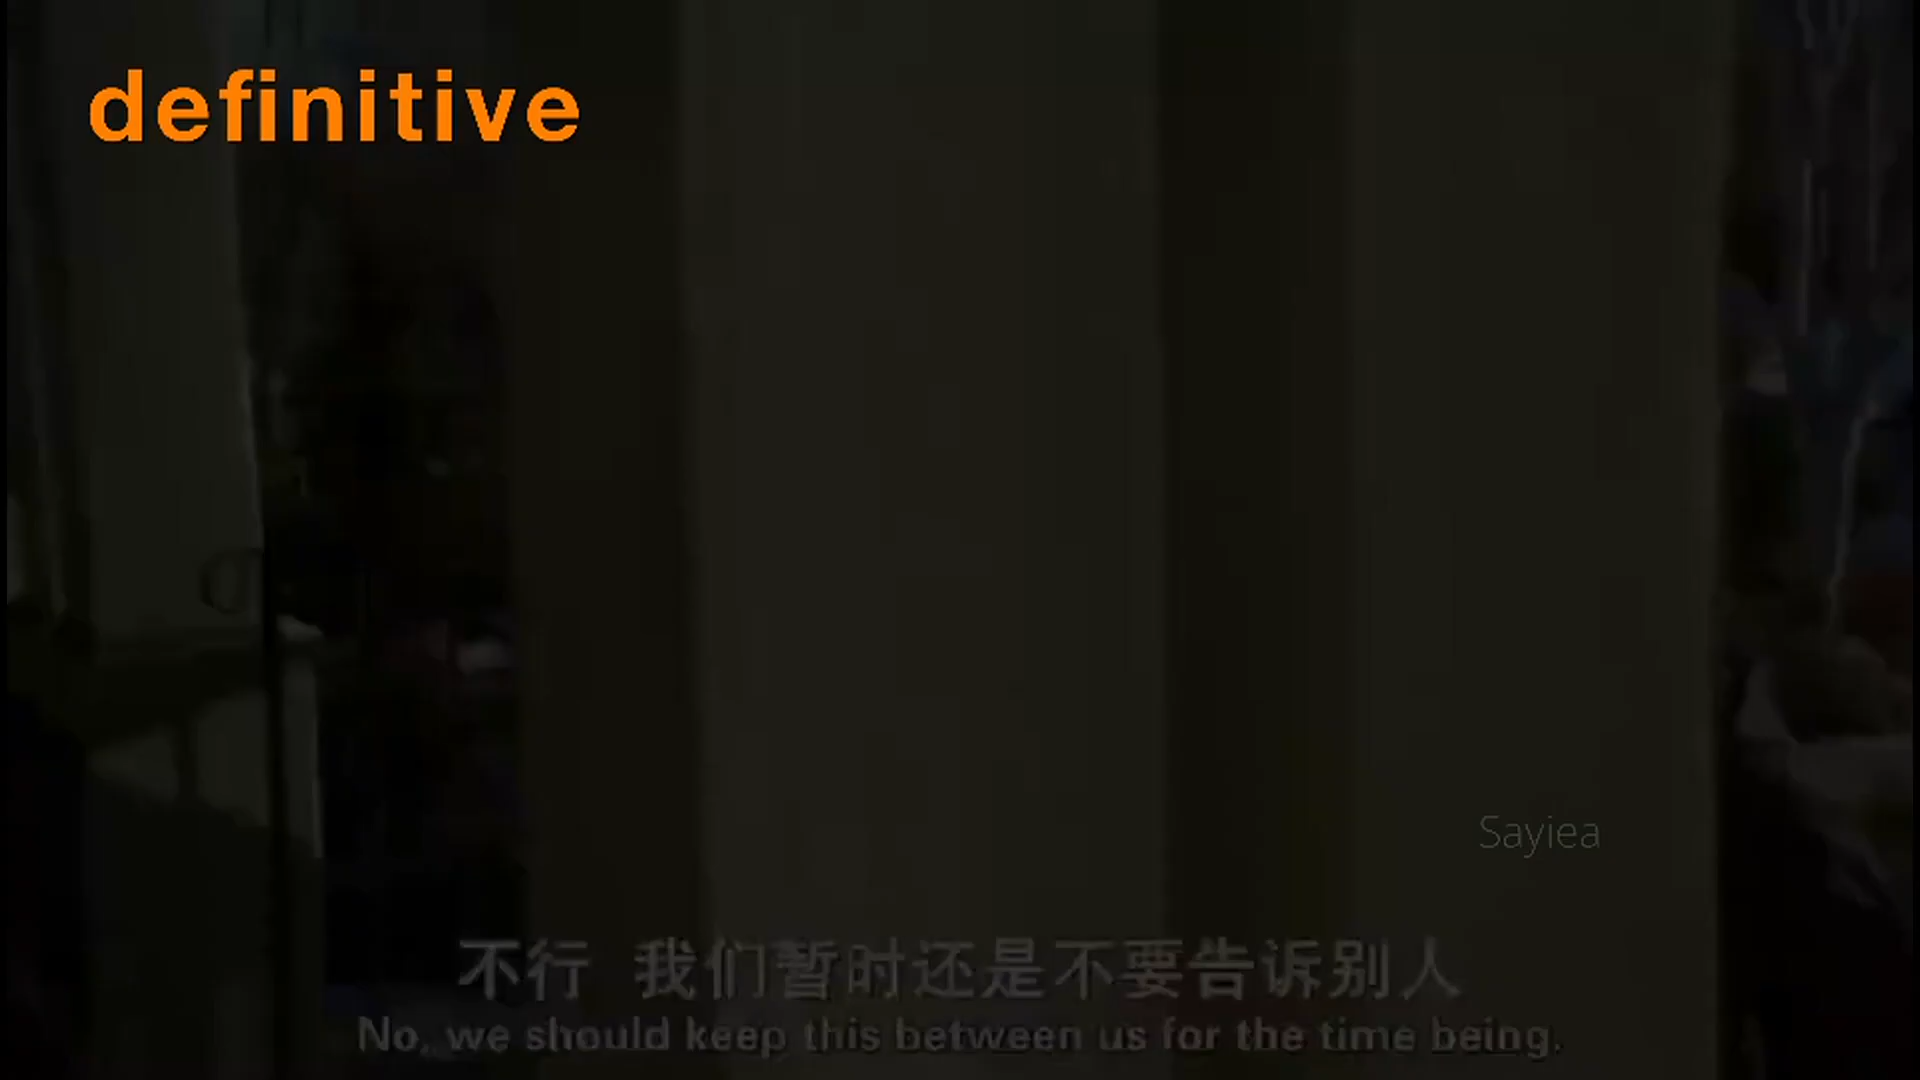 definitive
Sayiea
不行 我们暂时还是不要告诉别人
No, we should keep this between us for the time being.